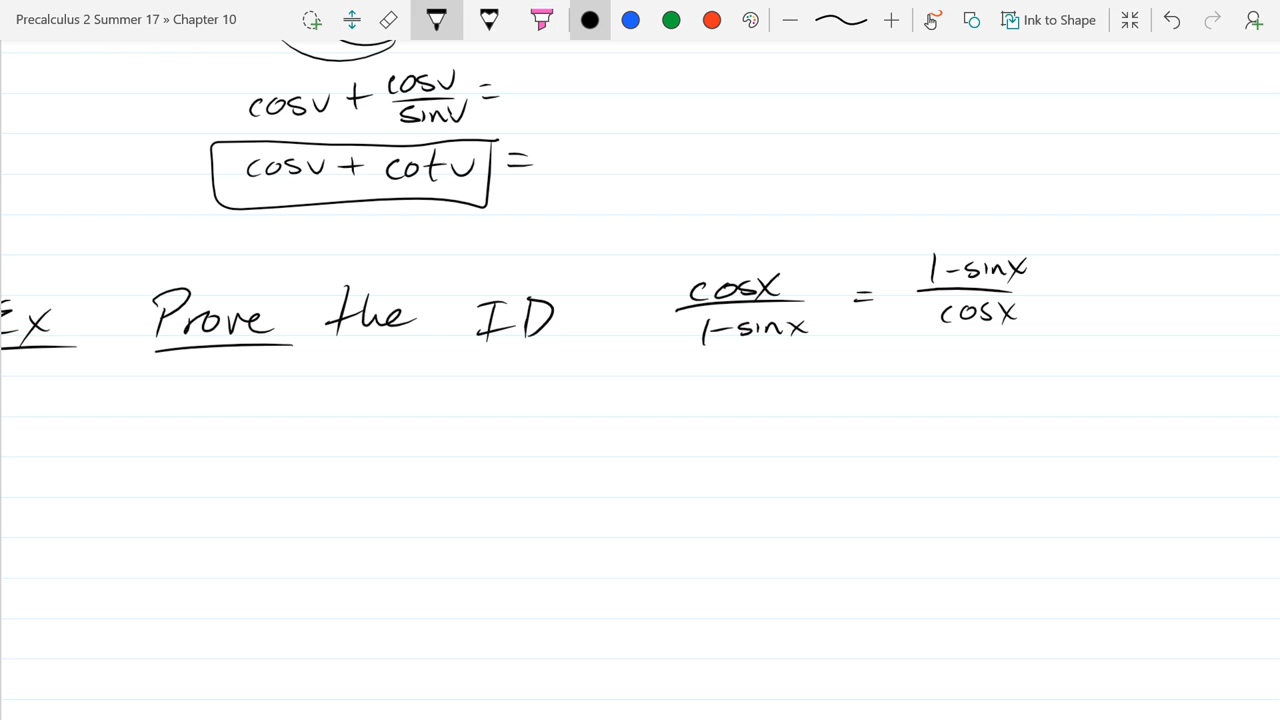 Precalculus 2 Summer 17 » Chapter 10
Ink to Shape
cosv + cosv/sinv =
cosv + cotv =
Ex Prove the ID cosx/1-sinx = 1-sinx/cosx